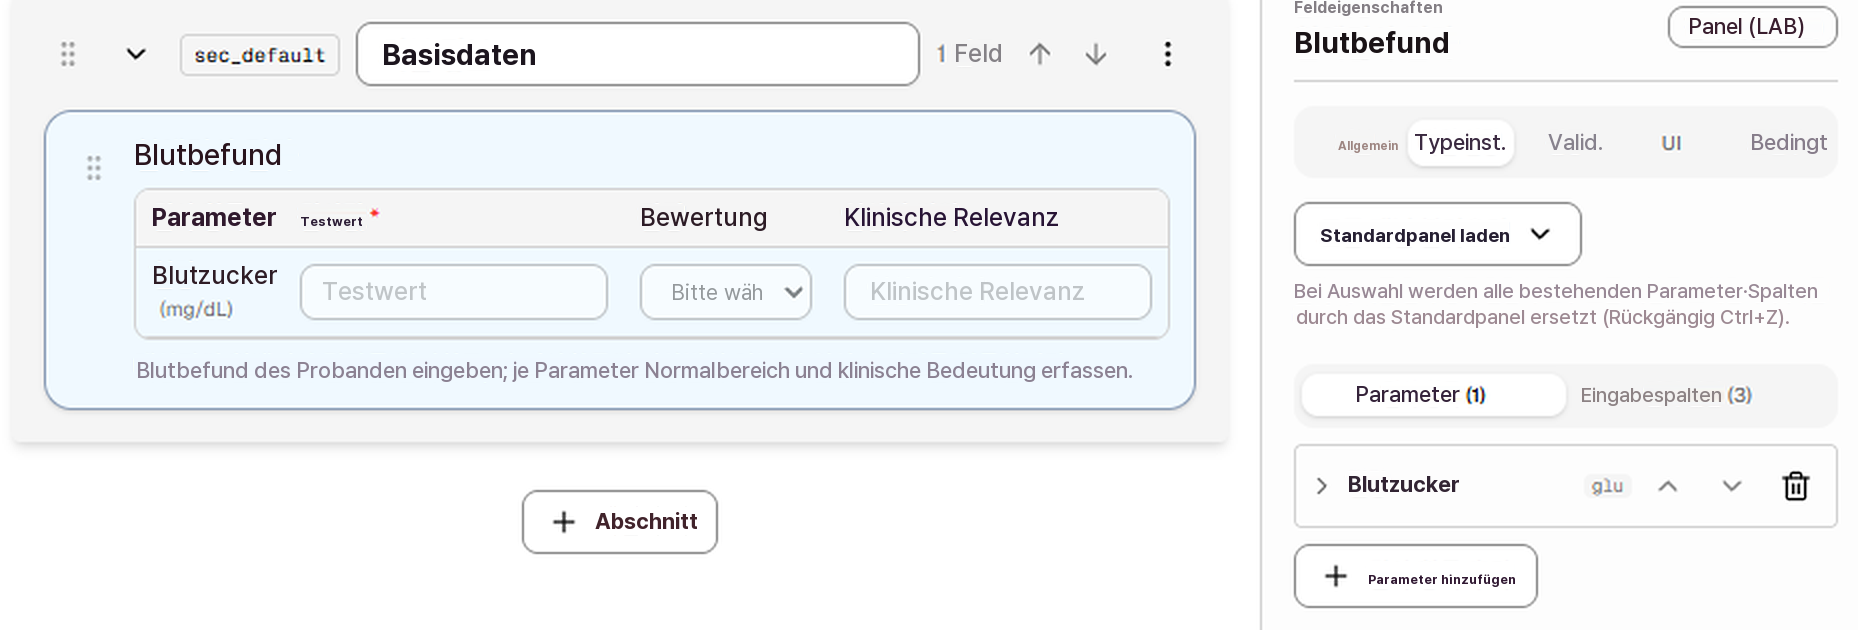 sec_default
Basisdaten
1 Feld
Blutbefund
Parameter
Testwert *
Bewertung
Klinische Relevanz
Blutzucker
(mg/dL)
Testwert
Bitte wäh
Klinische Relevanz
Blutbefund des Probanden eingeben; je Parameter Normalbereich und klinische Bedeutung erfassen.
+ Abschnitt
Feldeigenschaften
Blutbefund
Panel (LAB)
Allgemein
Typeinst.
Valid.
UI
Bedingt
Standardpanel laden
Bei Auswahl werden alle bestehenden Parameter·Spalten
durch das Standardpanel ersetzt (Rückgängig Ctrl+Z).
Parameter (1)
Eingabespalten (3)
Blutzucker
glu
+ Parameter hinzufügen